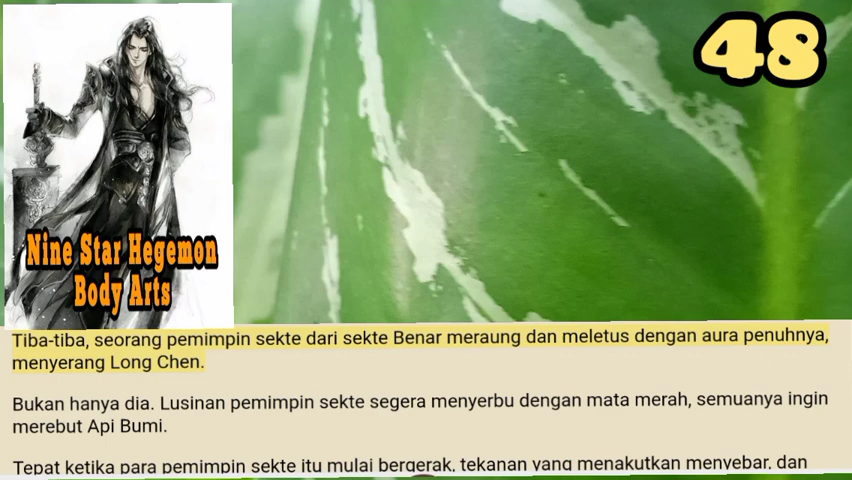 48
Nine Star Hegemon
Body Arts
Tiba-tiba, seorang pemimpin sekte dari sekte Benar meraung dan meletus dengan aura penuhnya,
menyerang Long Chen.
Bukan hanya dia. Lusinan pemimpin sekte segera menyerbu dengan mata merah, semuanya ingin
merebut Api Bumi.
Tepat ketika para pemimpin sekte itu mulai bergerak, tekanan yang menakutkan menyebar, dan